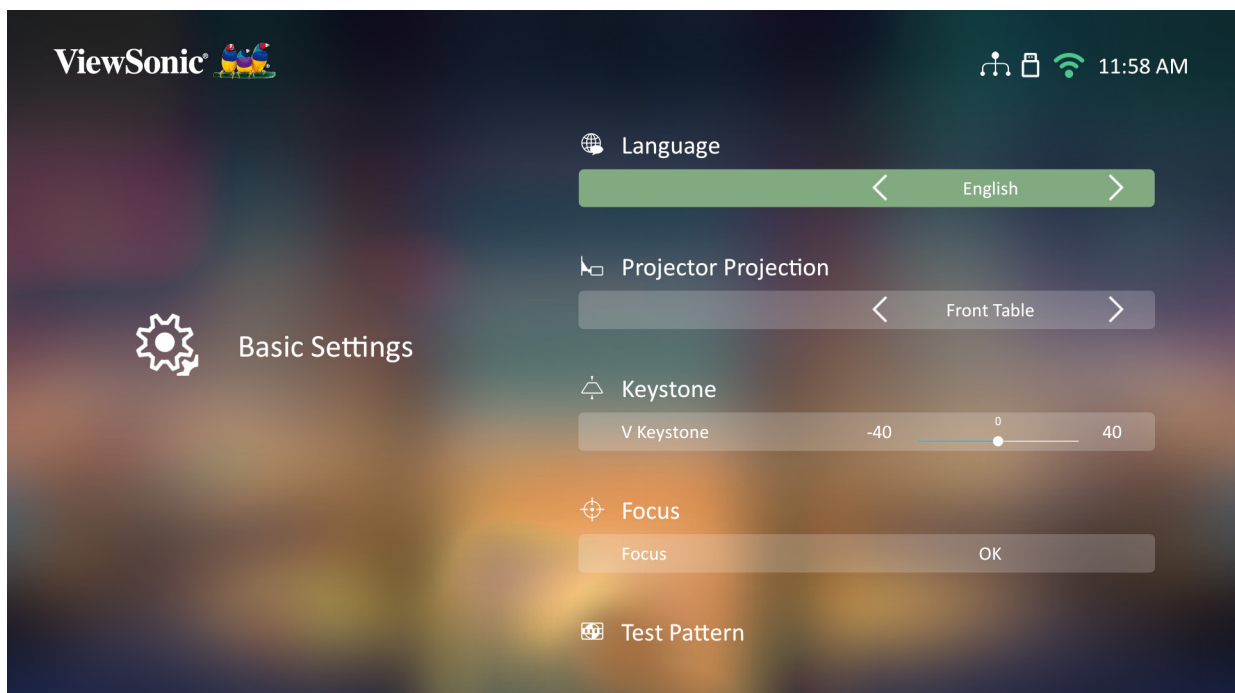 ViewSonic®
11:58 AM
Language
English
Projector Projection
Front Table
Basic Settings
Keystone
V Keystone -40 0 40
Focus
Focus OK
Test Pattern